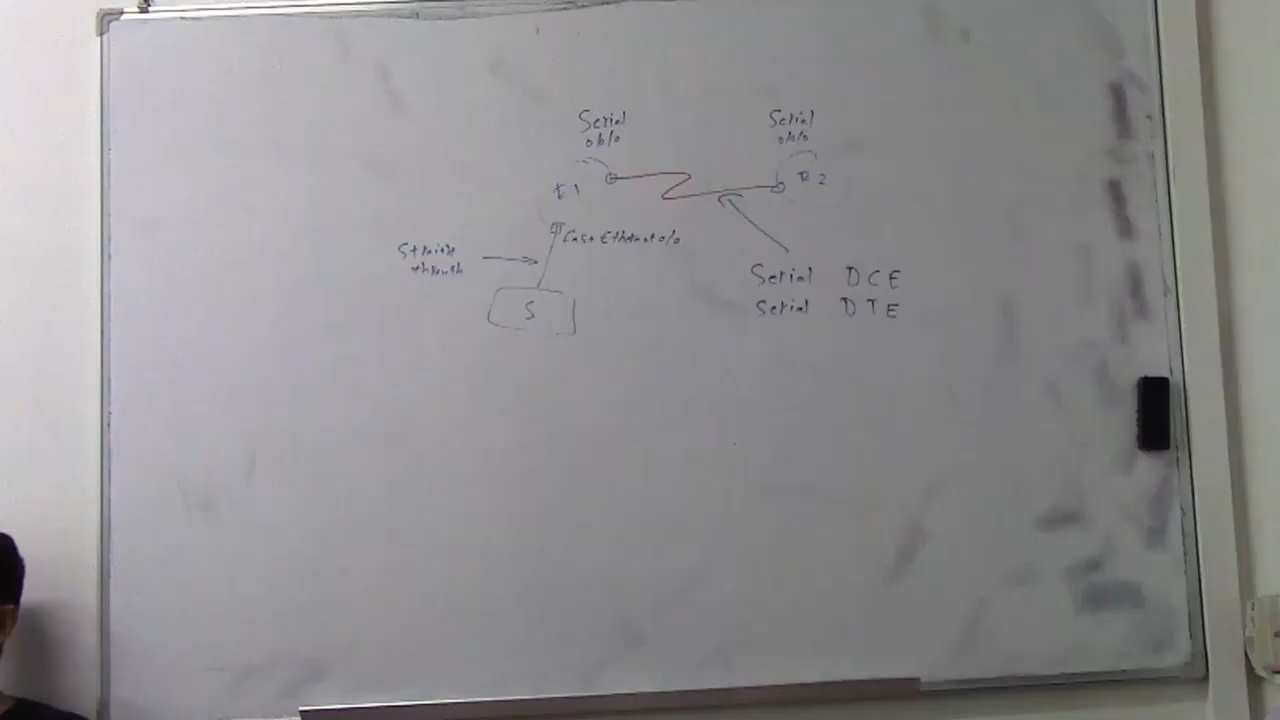 Serial
0/0/0
Serial
0/0/0
R1
R2
Fast Ethernet 0/0
Straight
through
S
Serial DCE
Serial DTE